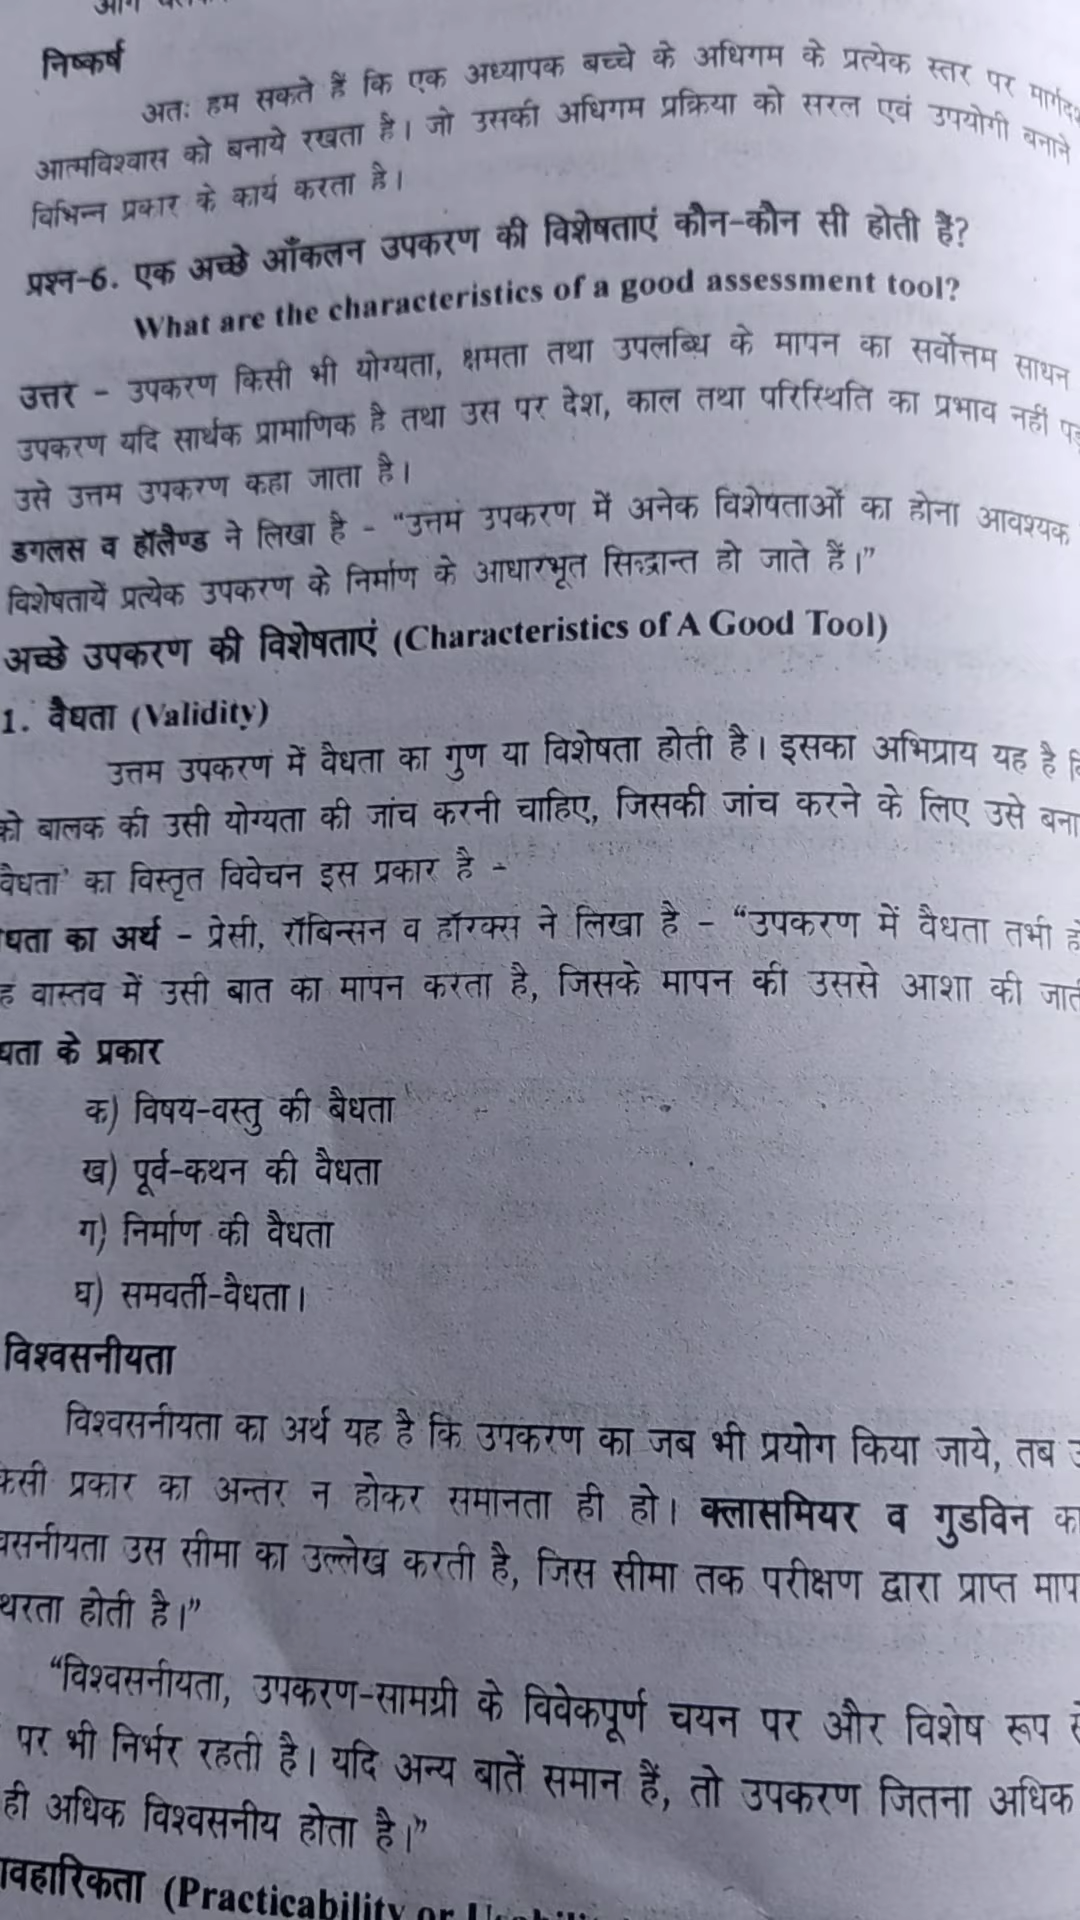 निष्कर्ष
अतः हम सकते हैं कि एक अध्यापक बच्चे के अधिगम के प्रत्येक स्तर पर
आत्मविश्वास को बनाये रखता है। जो उसकी अधिगम प्रक्रिया को सरल एवं उपयोगी बनाने
विभिन्न प्रकार के कार्य करता है।
प्रश्न-6. एक अच्छे आँकलन उपकरण की विशेषताएं कौन-कौन सी होती हैं?
What are the characteristics of a good assessment tool?
उत्तर - उपकरण किसी भी योग्यता, क्षमता तथा उपलब्धि के मापन का सर्वोत्तम साधन
उपकरण यदि सार्थक प्रामाणिक है तथा उस पर देश, काल तथा परिस्थिति का प्रभाव नहीं
उसे उत्तम उपकरण कहा जाता है।
डगलस व हॉलैण्ड ने लिखा है - “उत्तम उपकरण में अनेक विशेषताओं का होना आवश्यक
विशेषतायें प्रत्येक उपकरण के निर्माण के आधारभूत सिद्धान्त हो जाते हैं।”
अच्छे उपकरण की विशेषताएं (Characteristics of A Good Tool)
1. वैधता (Validity)
उत्तम उपकरण में वैधता का गुण या विशेषता होती है। इसका अभिप्राय यह है
को बालक की उसी योग्यता की जांच करनी चाहिए, जिसकी जांच करने के लिए उसे बना
वैधता' का विस्तृत विवेचन इस प्रकार है -
धता का अर्थ - प्रेसी, रॉबिन्सन व हॉरक्स ने लिखा है - “उपकरण में वैधता तभी
वास्तव में उसी बात का मापन करता है, जिसके मापन की उससे आशा की जाती
धता के प्रकार
क) विषय-वस्तु की बैधता
ख) पूर्व-कथन की वैधता
ग) निर्माण की वैधता
घ) समवर्ती-वैधता।
विश्वसनीयता
विश्वसनीयता का अर्थ यह है कि उपकरण का जब भी प्रयोग किया जाये, तब
केसी प्रकार का अन्तर न होकर समानता ही हो। क्लासमियर व गुडविन का
वसनीयता उस सीमा का उल्लेख करती है, जिस सीमा तक परीक्षण द्वारा प्राप्त माप
थरता होती है।”
“विश्वसनीयता, उपकरण-सामग्री के विवेकपूर्ण चयन पर और विशेष रूप से
पर भी निर्भर रहती है। यदि अन्य बातें समान हैं, तो उपकरण जितना अधिक
ही अधिक विश्वसनीय होता है।”
वहारिकता (Practicability or